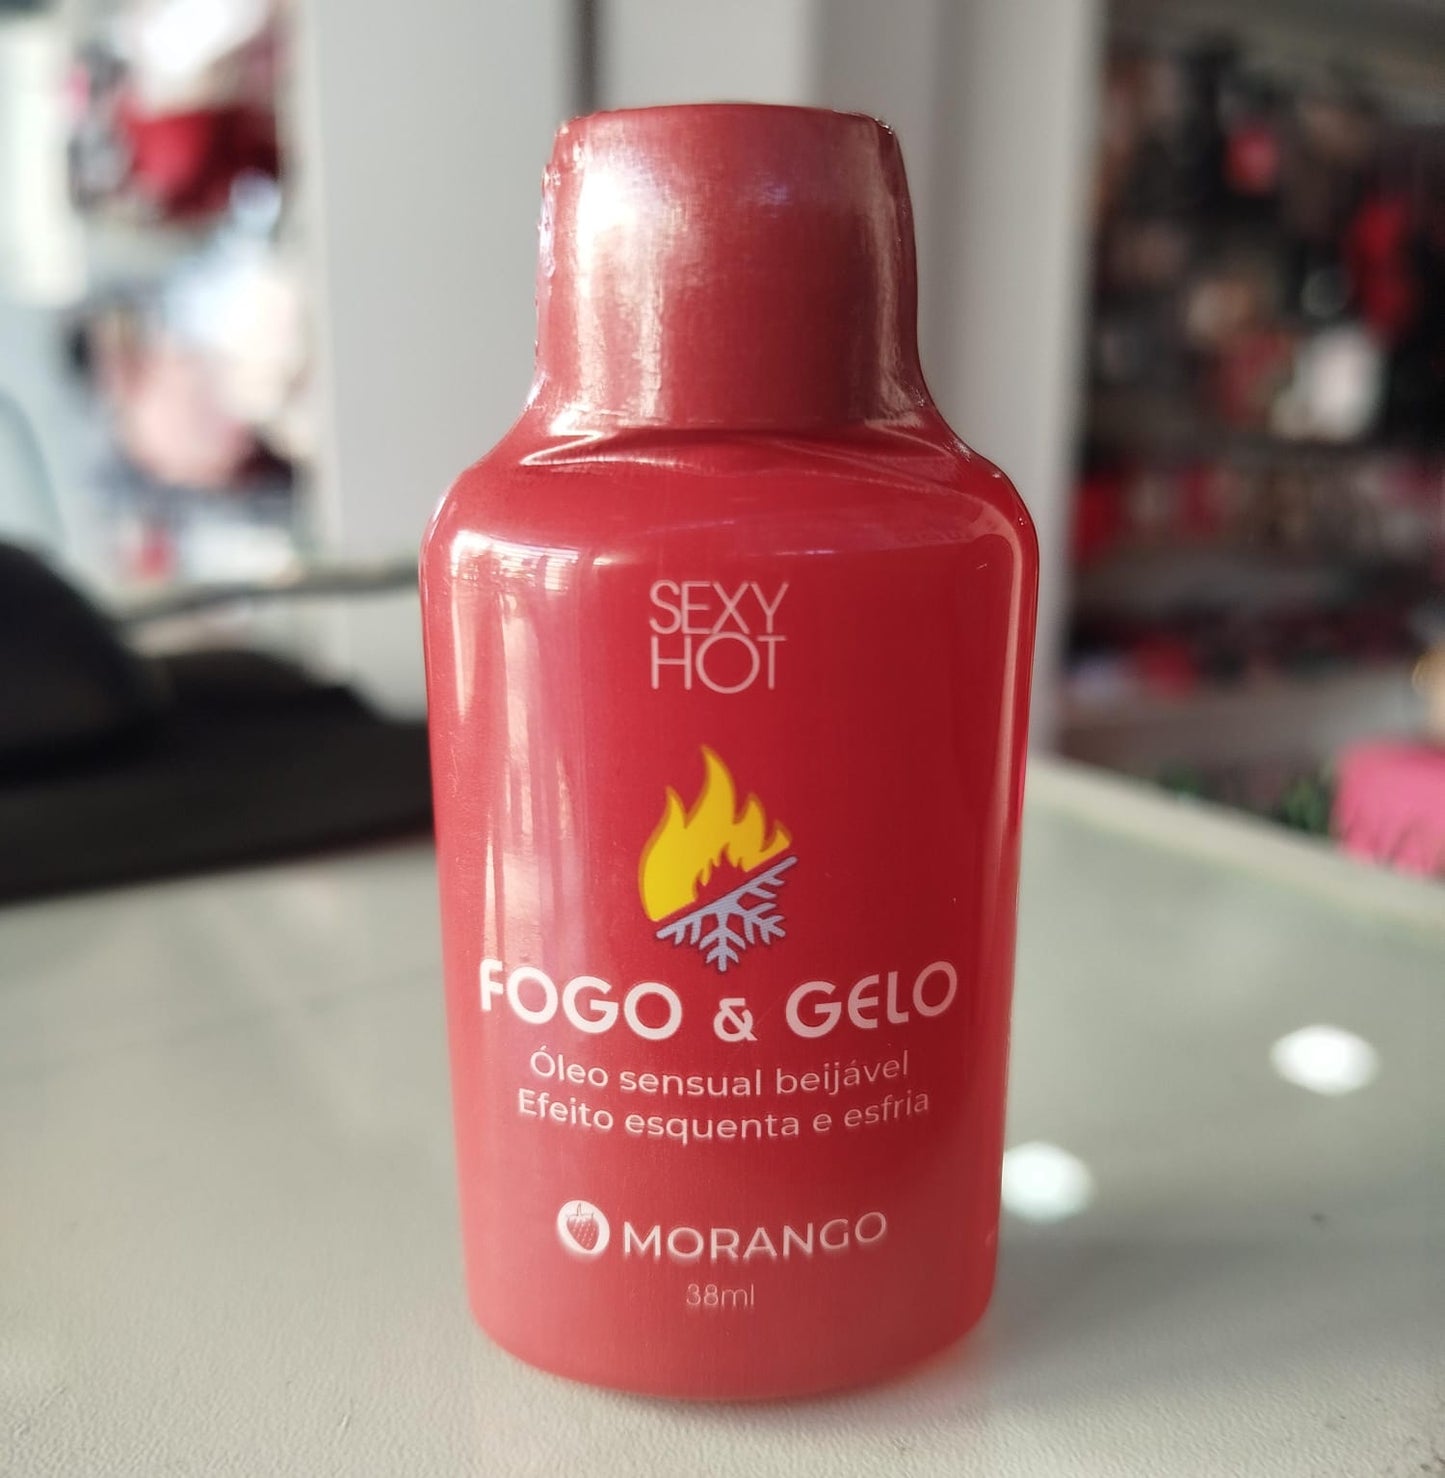 SEXY
HOT
FOGO & GELO
Óleo sensual beijável
Efeito esquenta e esfria
MORANGO
38ml